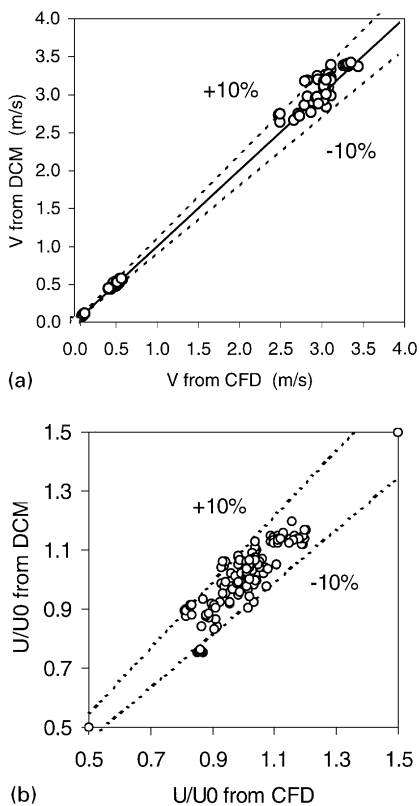 4.0
3.5
3.0
2.5
2.0
1.5
1.0
0.5
0.0
V from DCM (m/s)
+10%
-10%
0.0 0.5 1.0 1.5 2.0 2.5 3.0 3.5 4.0
(a)
V from CFD (m/s)
1.5
1.3
1.1
0.9
0.7
0.5
U/U0 from DCM
+10%
-10%
0.5 0.7 0.9 1.1 1.3 1.5
(b)
U/U0 from CFD